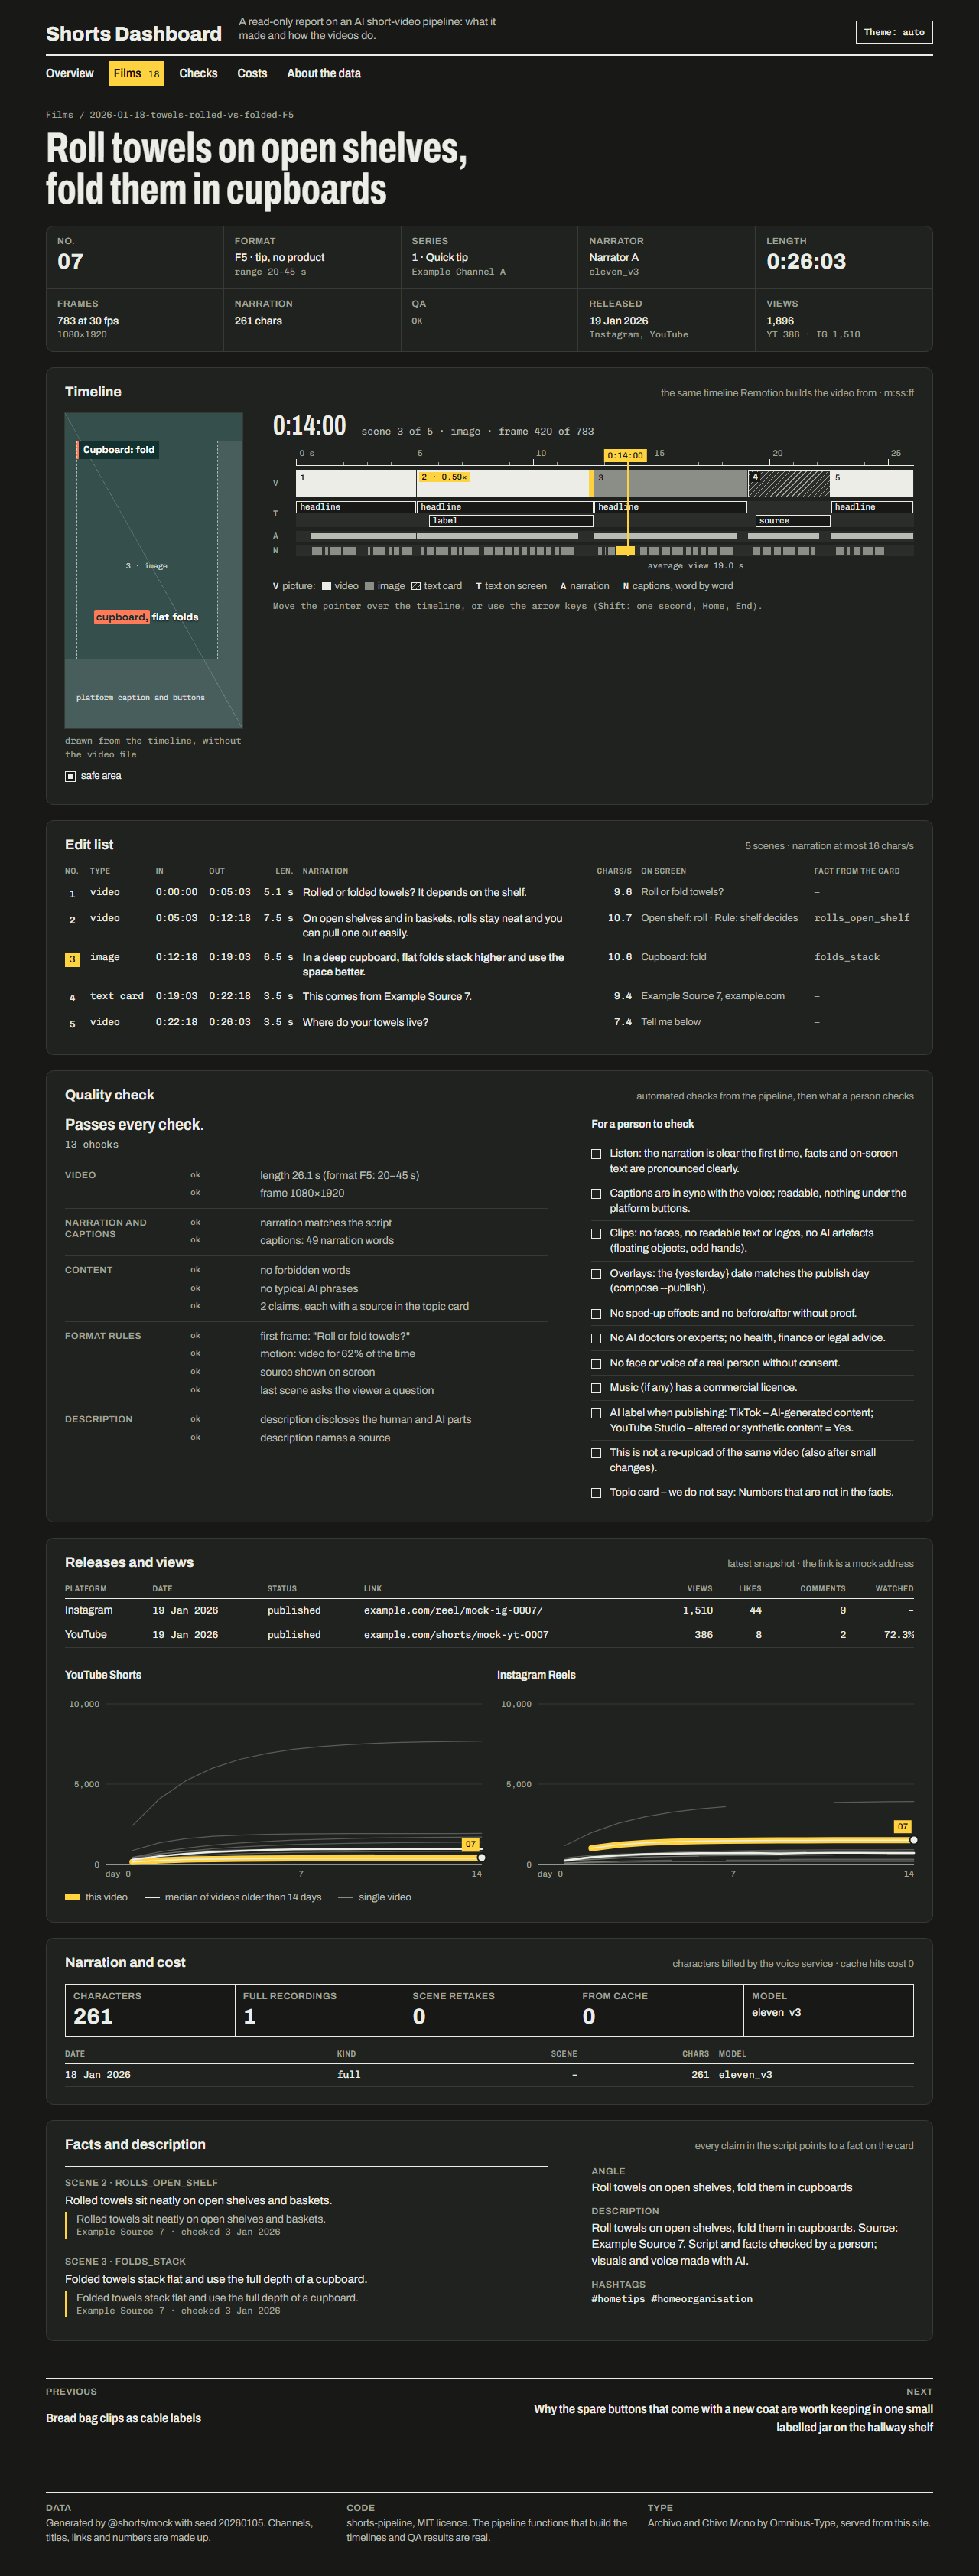 Shorts Dashboard
A read-only report on an AI short-video pipeline: what it
made and how the videos do.
Theme: auto
Overview Films 18 Checks Costs About the data
Films / 2026-01-18-towels-rolled-vs-folded-F5
Roll towels on open shelves,
fold them in cupboards
NO. FORMAT SERIES NARRATOR LENGTH
07 F5 · tip, no product 1 · Quick tip Narrator A 0:26:03
range 20–45 s Example Channel A eleven_v3
FRAMES NARRATION QA RELEASED VIEWS
783 at 30 fps 261 chars OK 19 Jan 2026 1,896
1080×1920 Instagram, YouTube YT 386 · IG 1,510
Timeline
the same timeline Remotion builds the video from · m:ss:ff
Cupboard: fold
3 · image
cupboard, flat folds
platform caption and buttons
drawn from the timeline, without
the video file
safe area
0:14:00 scene 3 of 5 · image · frame 420 of 783
0 s 5 10 0:14:00 15 20 25
V 1 2 · 0.59× 3 4 5
T headline headline headline headline
label source
A
N
average view 19.0 s
V picture: video image text card T text on screen A narration N captions, word by word
Move the pointer over the timeline, or use the arrow keys (Shift: one second, Home, End).
Edit list
5 scenes · narration at most 16 chars/s
NO. TYPE IN OUT LEN. NARRATION CHARS/S ON SCREEN FACT FROM THE CARD
1 video 0:00:00 0:05:03 5.1 s Rolled or folded towels? It depends on the shelf. 9.6 Roll or fold towels? –
2 video 0:05:03 0:12:18 7.5 s On open shelves and in baskets, rolls stay neat and you 10.7 Open shelf: roll · Rule: shelf decides rolls_open_shelf
can pull one out easily.
3 image 0:12:18 0:19:03 6.5 s In a deep cupboard, flat folds stack higher and use the 10.6 Cupboard: fold folds_stack
space better.
4 text card 0:19:03 0:22:18 3.5 s This comes from Example Source 7. 9.4 Example Source 7, example.com –
5 video 0:22:18 0:26:03 3.5 s Where do your towels live? 7.4 Tell me below –
Quality check
automated checks from the pipeline, then what a person checks
Passes every check.
13 checks
VIDEO ok length 26.1 s (format F5: 20–45 s)
ok frame 1080×1920
NARRATION AND ok narration matches the script
CAPTIONS ok captions: 49 narration words
CONTENT ok no forbidden words
ok no typical AI phrases
ok 2 claims, each with a source in the topic card
FORMAT RULES ok first frame: "Roll or fold towels?"
ok motion: video for 62% of the time
ok source shown on screen
ok last scene asks the viewer a question
DESCRIPTION ok description discloses the human and AI parts
ok description names a source
For a person to check
Listen: the narration is clear the first time, facts and on-screen
text are pronounced clearly.
Captions are in sync with the voice; readable, nothing under the
platform buttons.
Clips: no faces, no readable text or logos, no AI artefacts
(floating objects, odd hands).
Overlays: the {yesterday} date matches the publish day
(compose --publish).
No sped-up effects and no before/after without proof.
No AI doctors or experts; no health, finance or legal advice.
No face or voice of a real person without consent.
Music (if any) has a commercial licence.
AI label when publishing: TikTok – AI-generated content;
YouTube Studio – altered or synthetic content = Yes.
This is not a re-upload of the same video (also after small
changes).
Topic card – we do not say: Numbers that are not in the facts.
Releases and views
latest snapshot · the link is a mock address
PLATFORM DATE STATUS LINK VIEWS LIKES COMMENTS WATCHED
Instagram 19 Jan 2026 published example.com/reel/mock-ig-0007/ 1,510 44 9 –
YouTube 19 Jan 2026 published example.com/shorts/mock-yt-0007 386 8 2 72.3%
YouTube Shorts
10,000
5,000
07
0
day 0 7 14
Instagram Reels
10,000
5,000
07
0
day 0 7 14
this video median of videos older than 14 days single video
Narration and cost
characters billed by the voice service · cache hits cost 0
CHARACTERS FULL RECORDINGS SCENE RETAKES FROM CACHE MODEL
261 1 0 0 eleven_v3
DATE KIND SCENE CHARS MODEL
18 Jan 2026 full – 261 eleven_v3
Facts and description
every claim in the script points to a fact on the card
SCENE 2 · ROLLS_OPEN_SHELF
Rolled towels sit neatly on open shelves and baskets.
Rolled towels sit neatly on open shelves and baskets.
Example Source 7 · checked 3 Jan 2026
SCENE 3 · FOLDS_STACK
Folded towels stack flat and use the full depth of a cupboard.
Folded towels stack flat and use the full depth of a cupboard.
Example Source 7 · checked 3 Jan 2026
ANGLE
Roll towels on open shelves, fold them in cupboards
DESCRIPTION
Roll towels on open shelves, fold them in cupboards. Source:
Example Source 7. Script and facts checked by a person;
visuals and voice made with AI.
HASHTAGS
#hometips #homeorganisation
PREVIOUS
Bread bag clips as cable labels
NEXT
Why the spare buttons that come with a new coat are worth keeping in one small
labelled jar on the hallway shelf
DATA
Generated by @shorts/mock with seed 20260105. Channels,
titles, links and numbers are made up.
CODE
shorts-pipeline, MIT licence. The pipeline functions that build the
timelines and QA results are real.
TYPE
Archivo and Chivo Mono by Omnibus-Type, served from this site.